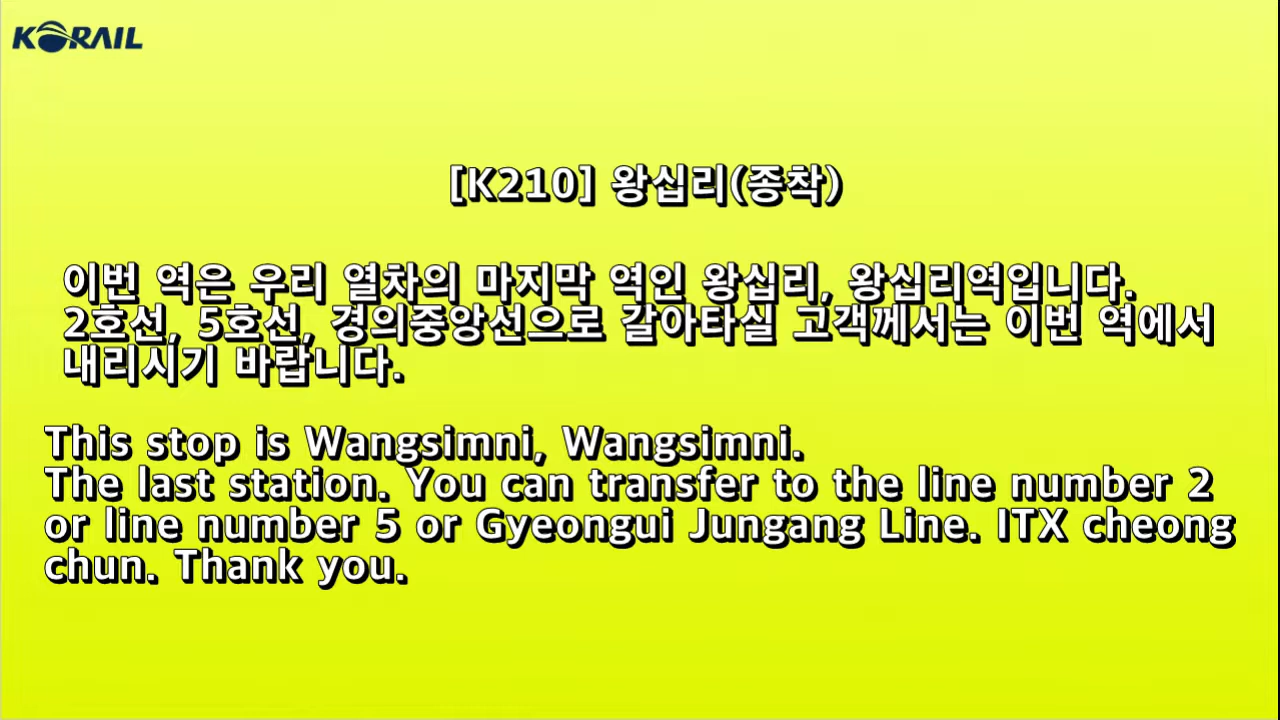 KORAIL
[K210] 왕십리(종착)
이번 역은 우리 열차의 마지막 역인 왕십리, 왕십리역입니다.
2호선, 5호선, 경의중앙선으로 갈아타실 고객께서는 이번 역에서
내리시기 바랍니다.
This stop is Wangsimni, Wangsimni.
The last station. You can transfer to the line number 2
or line number 5 or Gyeongui Jungang Line. ITX cheong
chun. Thank you.